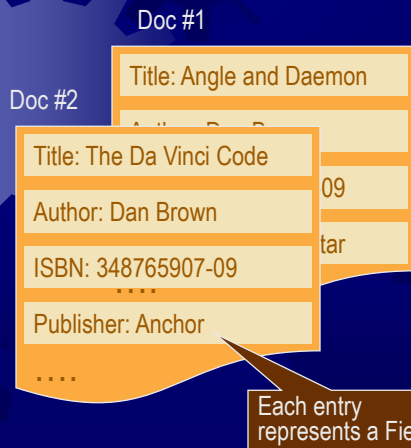 Doc #1
Title: Angle and Daemon
Doc #2
09
tar
Title: The Da Vinci Code
Author: Dan Brown
ISBN: 348765907-09
....
Publisher: Anchor
....
Each entry
represents a Fie